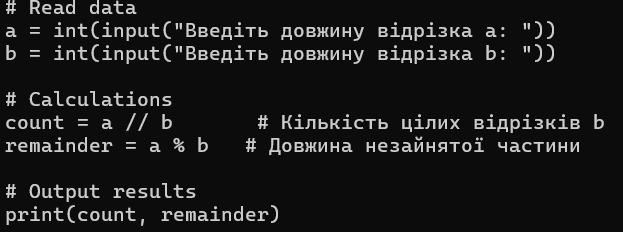 # Read data
a = int(input("Введіть довжину відрізка a: "))
b = int(input("Введіть довжину відрізка b: "))
# Calculations
count = a // b       # Кількість цілих відрізків b
remainder = a % b   # Довжина незайнятої частини
# Output results
print(count, remainder)